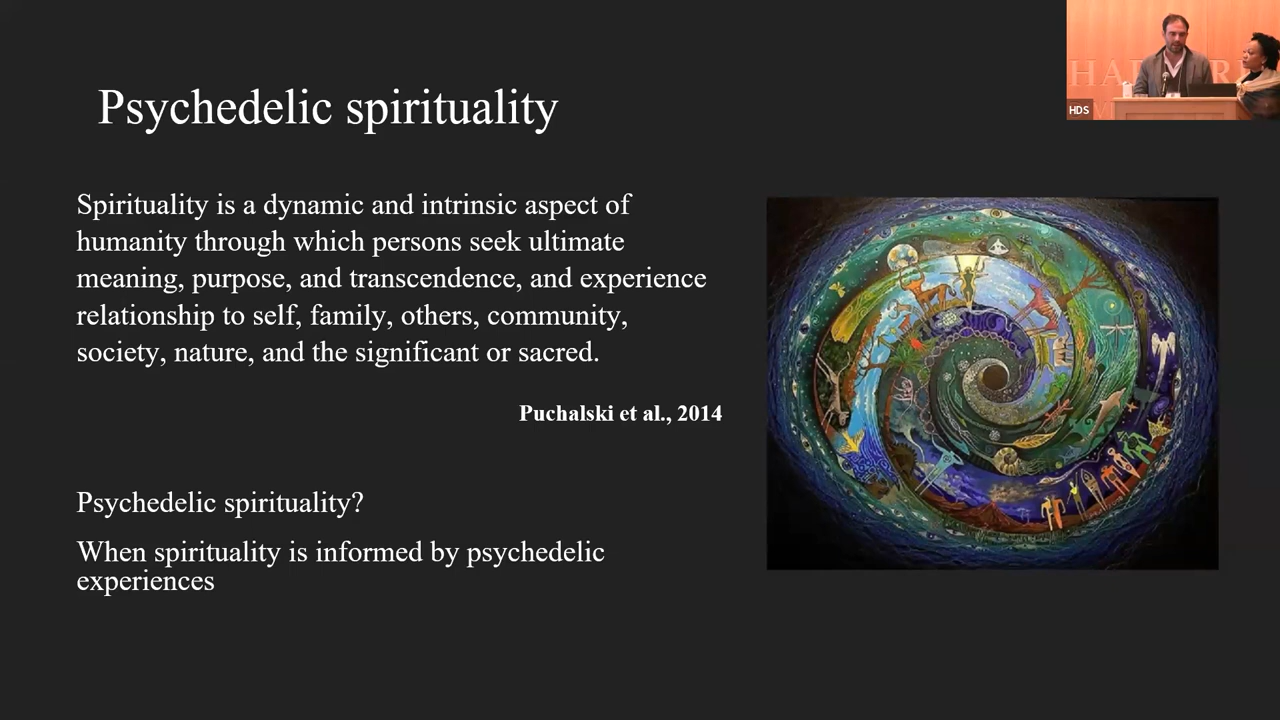 Psychedelic spirituality
Spirituality is a dynamic and intrinsic aspect of
humanity through which persons seek ultimate
meaning, purpose, and transcendence, and experience
relationship to self, family, others, community,
society, nature, and the significant or sacred.
Puchalski et al., 2014
Psychedelic spirituality?
When spirituality is informed by psychedelic
experiences
HDS